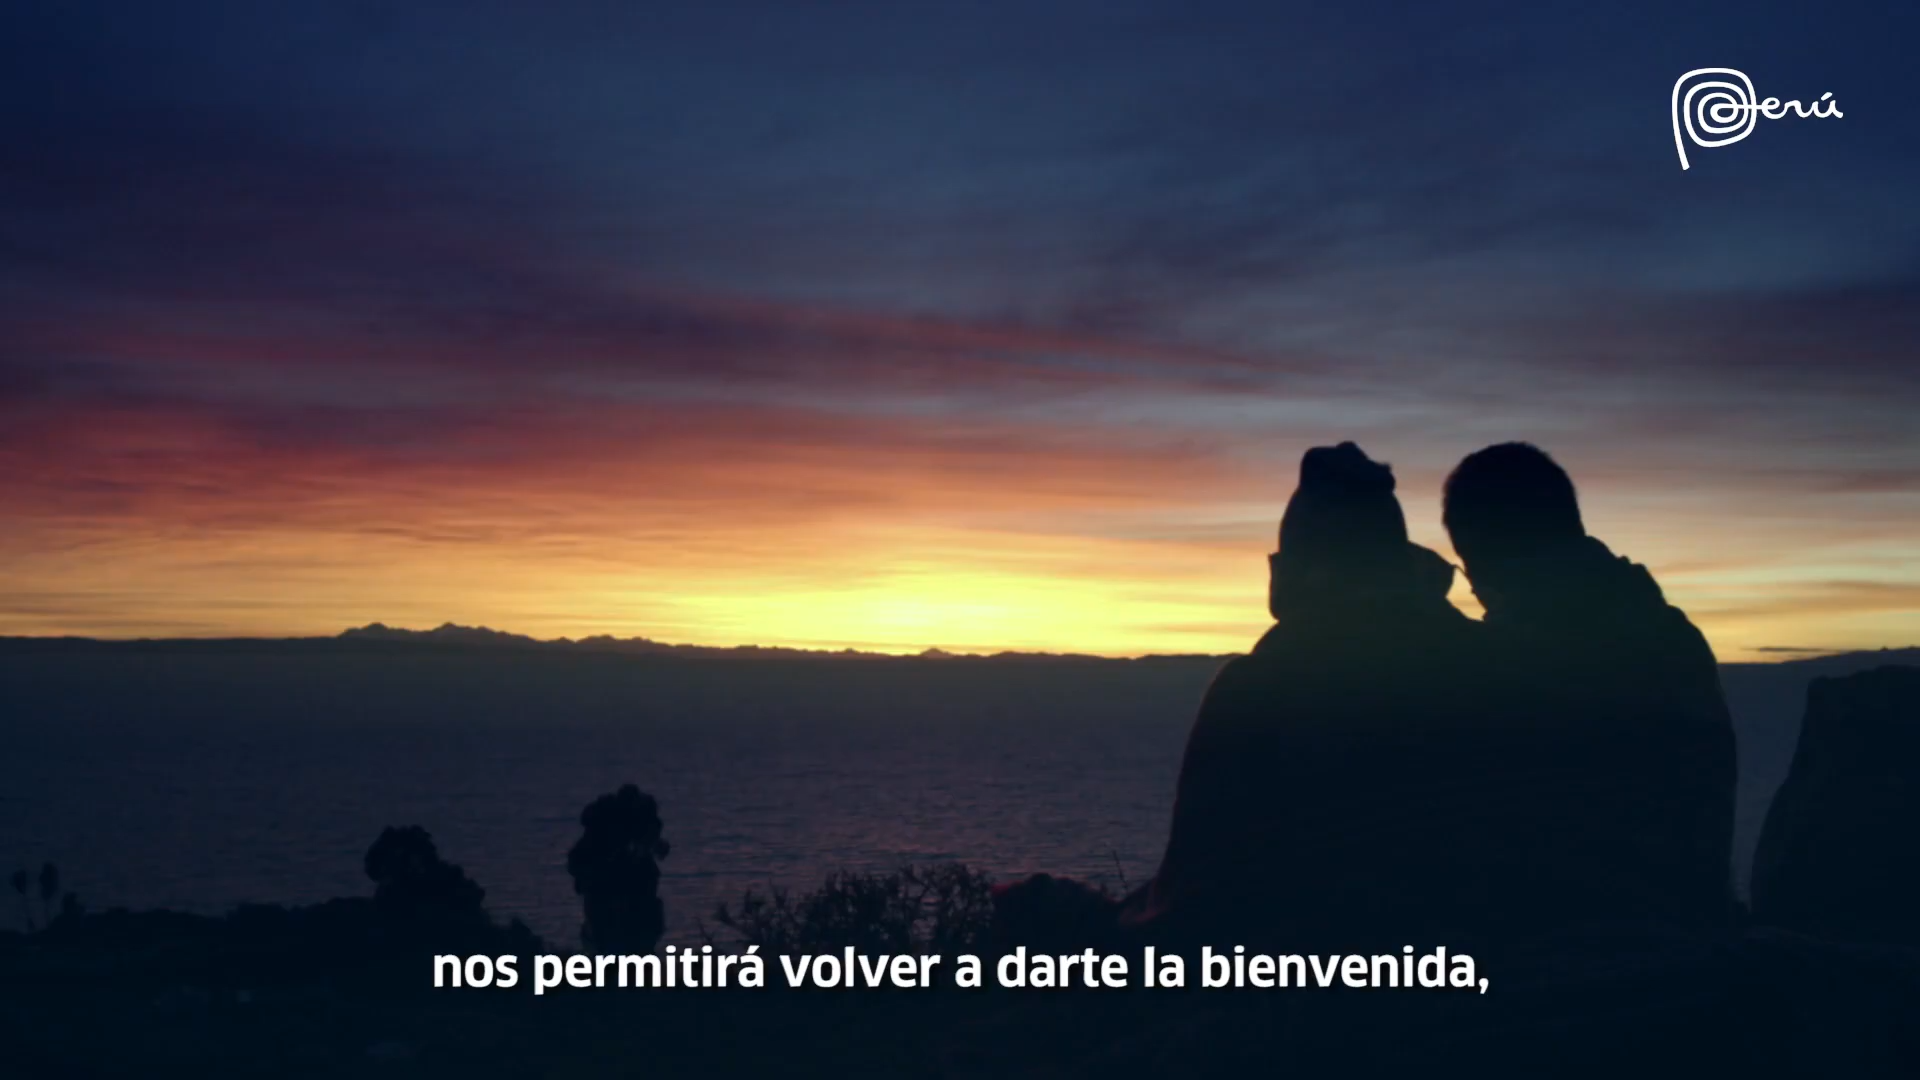 Perú
nos permitirá volver a darte la bienvenida,